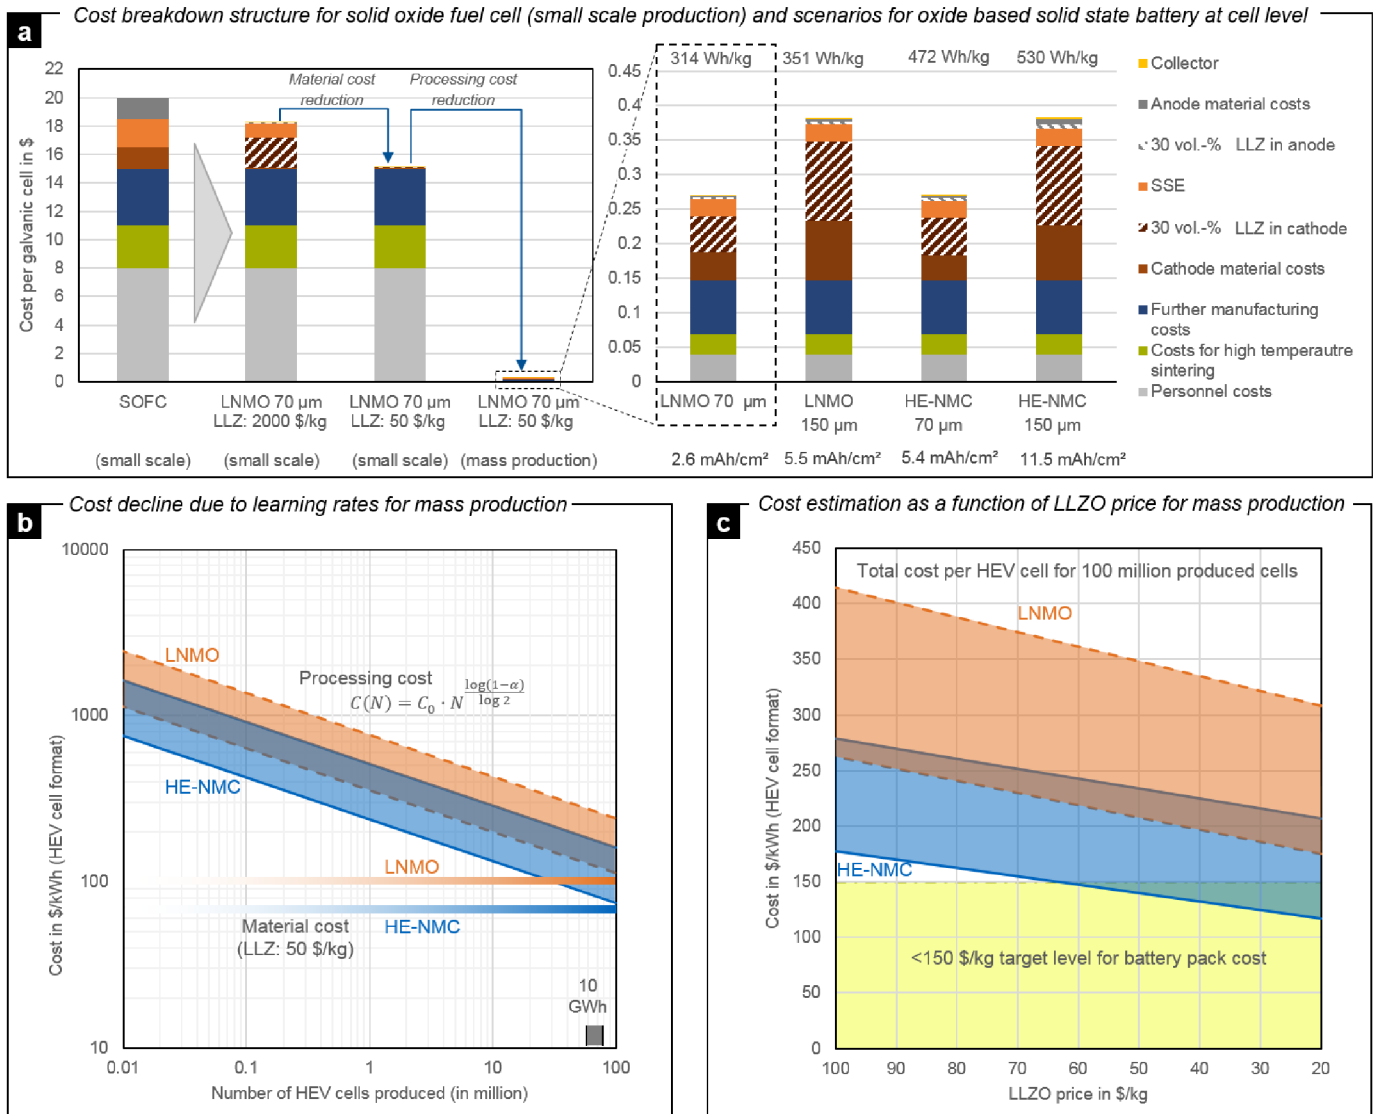 a
Cost breakdown structure for solid oxide fuel cell (small scale production) and scenarios for oxide based solid state battery at cell level
Cost per galvanic cell in $
22
20
18
16
14
12
10
8
6
4
2
0
Material cost
reduction
Processing cost
reduction
SOFC
(small scale)
LNMO 70 µm
LLZ: 2000 $/kg
(small scale)
LNMO 70 µm
LLZ: 50 $/kg
(small scale)
LNMO 70 µm
LLZ: 50 $/kg
(mass production)
314 Wh/kg
351 Wh/kg
472 Wh/kg
530 Wh/kg
0.45
0.4
0.35
0.3
0.25
0.2
0.15
0.1
0.05
0
LNMO 70 µm
2.6 mAh/cm²
LNMO
150 µm
5.5 mAh/cm²
HE-NMC
70 µm
5.4 mAh/cm²
HE-NMC
150 µm
11.5 mAh/cm²
Collector
Anode material costs
30 vol.-% LLZ in anode
SSE
30 vol.-% LLZ in cathode
Cathode material costs
Further manufacturing
costs
Costs for high temperautre
sintering
Personnel costs
b
Cost decline due to learning rates for mass production
Cost in $/kWh (HEV cell format)
10000
1000
100
10
LNMO
Processing cost
C(N) = C₀ · N^(log(1−α)/log 2)
HE-NMC
LNMO
Material cost
(LLZ: 50 $/kg)
HE-NMC
10
GWh
0.01
0.1
1
10
100
Number of HEV cells produced (in million)
c
Cost estimation as a function of LLZO price for mass production
Cost in $/kWh (HEV cell format)
450
400
350
300
250
200
150
100
50
0
Total cost per HEV cell for 100 million produced cells
LNMO
HE-NMC
<150 $/kg target level for battery pack cost
100
90
80
70
60
50
40
30
20
LLZO price in $/kg